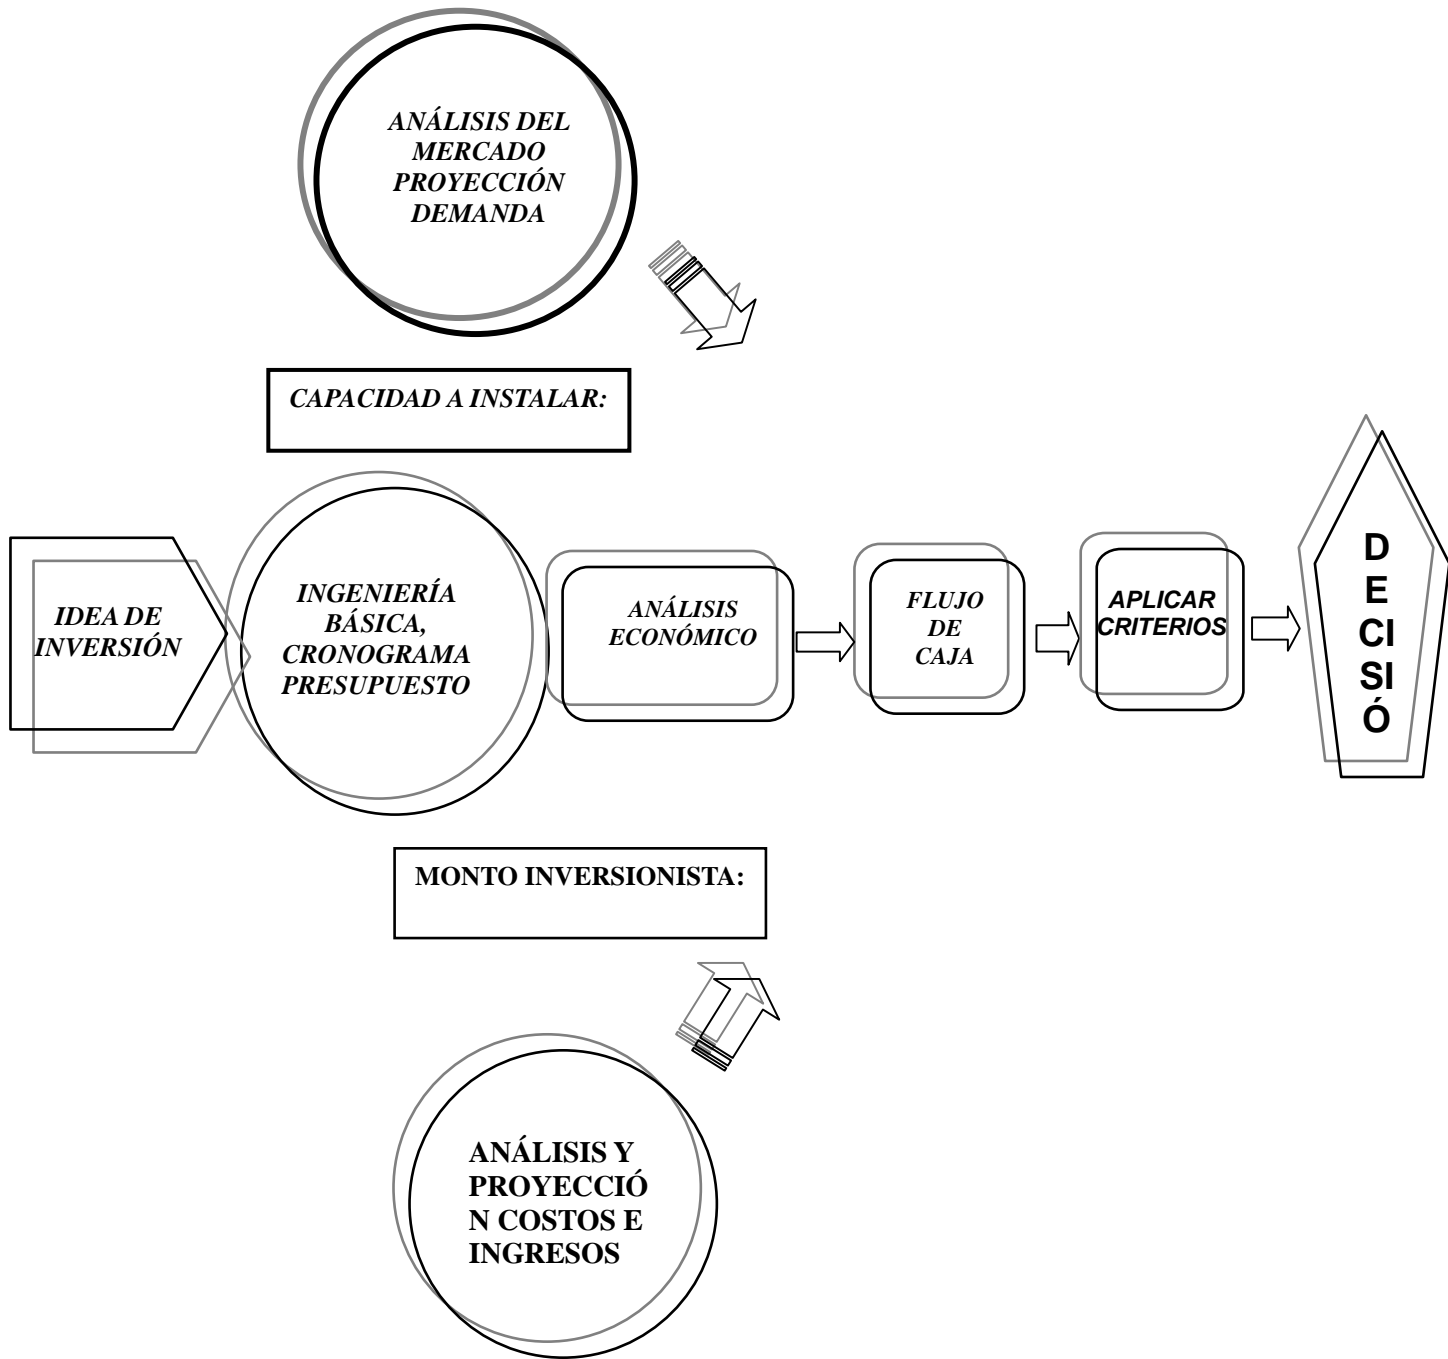 ANÁLISIS DEL
MERCADO
PROYECCIÓN
DEMANDA
CAPACIDAD A INSTALAR:
IDEA DE
INVERSIÓN
INGENIERÍA
BÁSICA,
CRONOGRAMA
PRESUPUESTO
ANÁLISIS
ECONÓMICO
FLUJO
DE
CAJA
APLICAR
CRITERIOS
D
E
CI
SI
Ó
MONTO INVERSIONISTA:
ANÁLISIS Y
PROYECCIÓ
N COSTOS E
INGRESOS